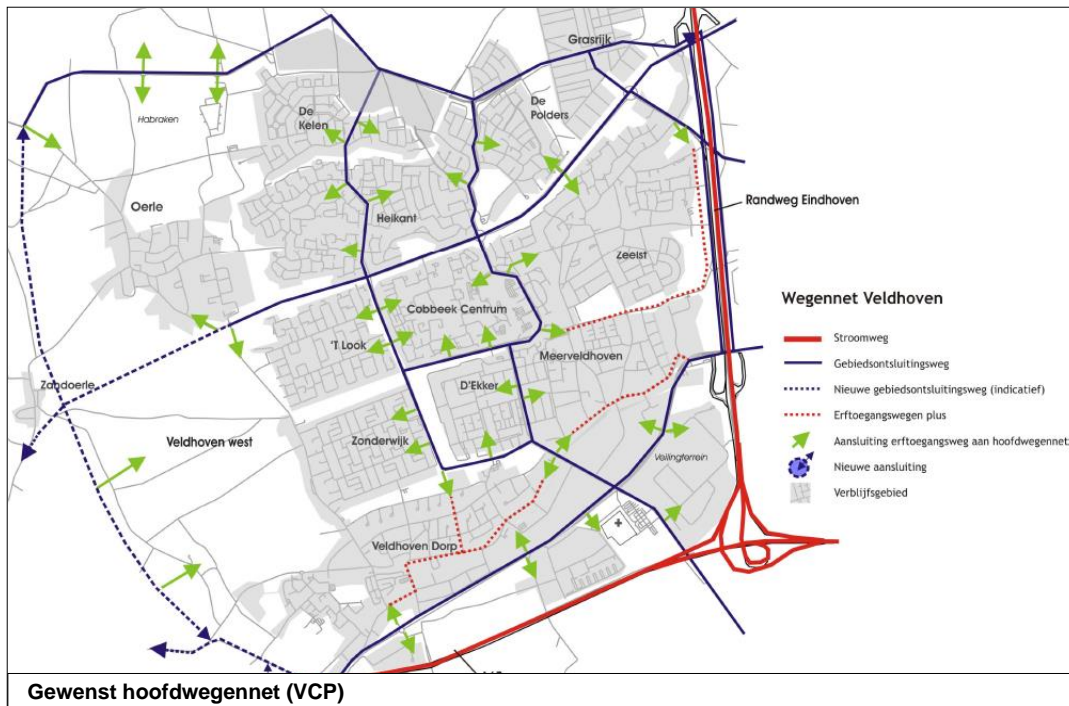 Grasrijk
De
Polders
De
Kelen
Habraken
Oerle
Heikant
Randweg Eindhoven
Zeelst
Cobbeek Centrum
'T Look
Meerveldhoven
Zandoerle
D'Ekker
Veldhoven west
Zonderwijk
Veilingterrein
Veldhoven Dorp
Wegennet Veldhoven
Stroomweg
Gebiedsontsluitingsweg
Nieuwe gebiedsontsluitingsweg (indicatief)
Erftoegangswegen plus
Aansluiting erftoegangsweg aan hoofdwegennet
Nieuwe aansluiting
Verblijfsgebied
Gewenst hoofdwegennet (VCP)